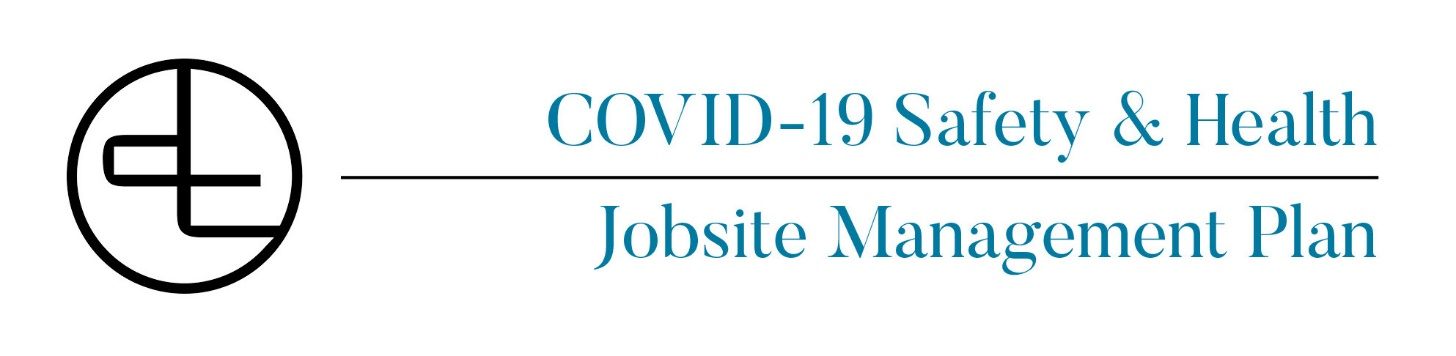 COVID-19 Safety & Health
Jobsite Management Plan